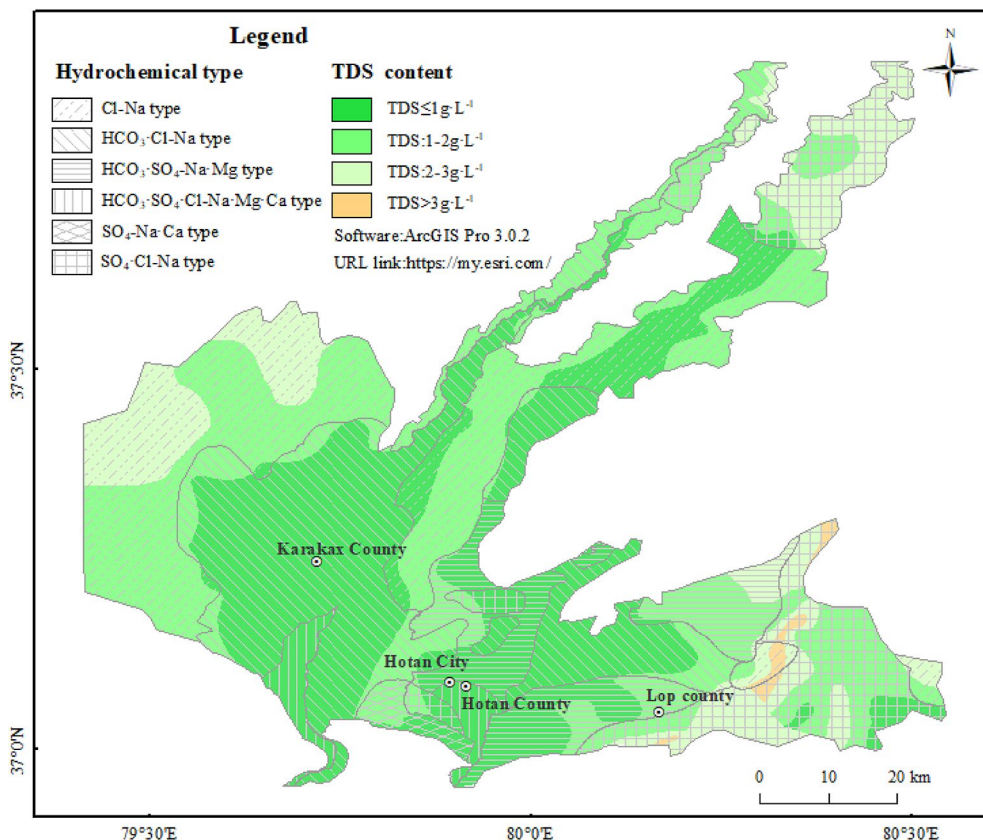 Legend
N
Hydrochemical type
TDS content
Cl-Na type
TDS≤1g·L⁻¹
HCO₃·Cl-Na type
TDS:1-2g·L⁻¹
HCO₃·SO₄-Na·Mg type
TDS:2-3g·L⁻¹
HCO₃·SO₄·Cl-Na·Mg·Ca type
TDS>3g·L⁻¹
SO₄-Na·Ca type
Software:ArcGIS Pro 3.0.2
SO₄·Cl-Na type
URL link:https://my.esri.com/
37°30'N
Karakax County
Hotan City
Hotan County
Lop county
37°0'N
0 10 20 km
79°30'E
80°0'E
80°30'E